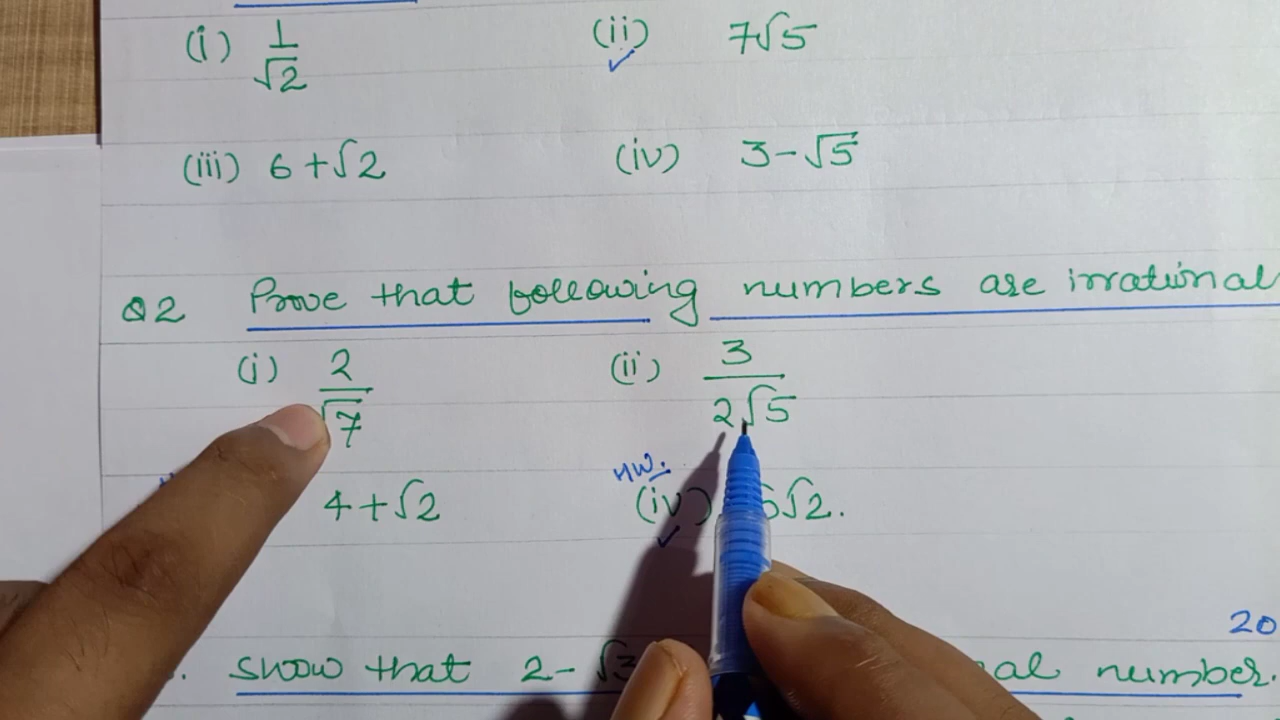 (i) 1/√2 (ii) 7√5
(iii) 6+√2 (iv) 3-√5
Q2 Prove that following numbers are irrational
(i) 2/√7 (ii) 3/2√5
HW.
4+√2 (iv) √2.
20
show that 2-√3 number.